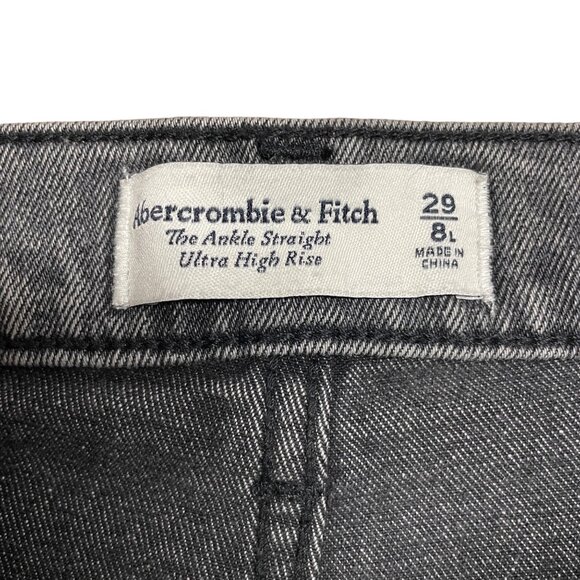 Abercrombie & Fitch
The Ankle Straight
Ultra High Rise
29
8L
MADE IN
CHINA